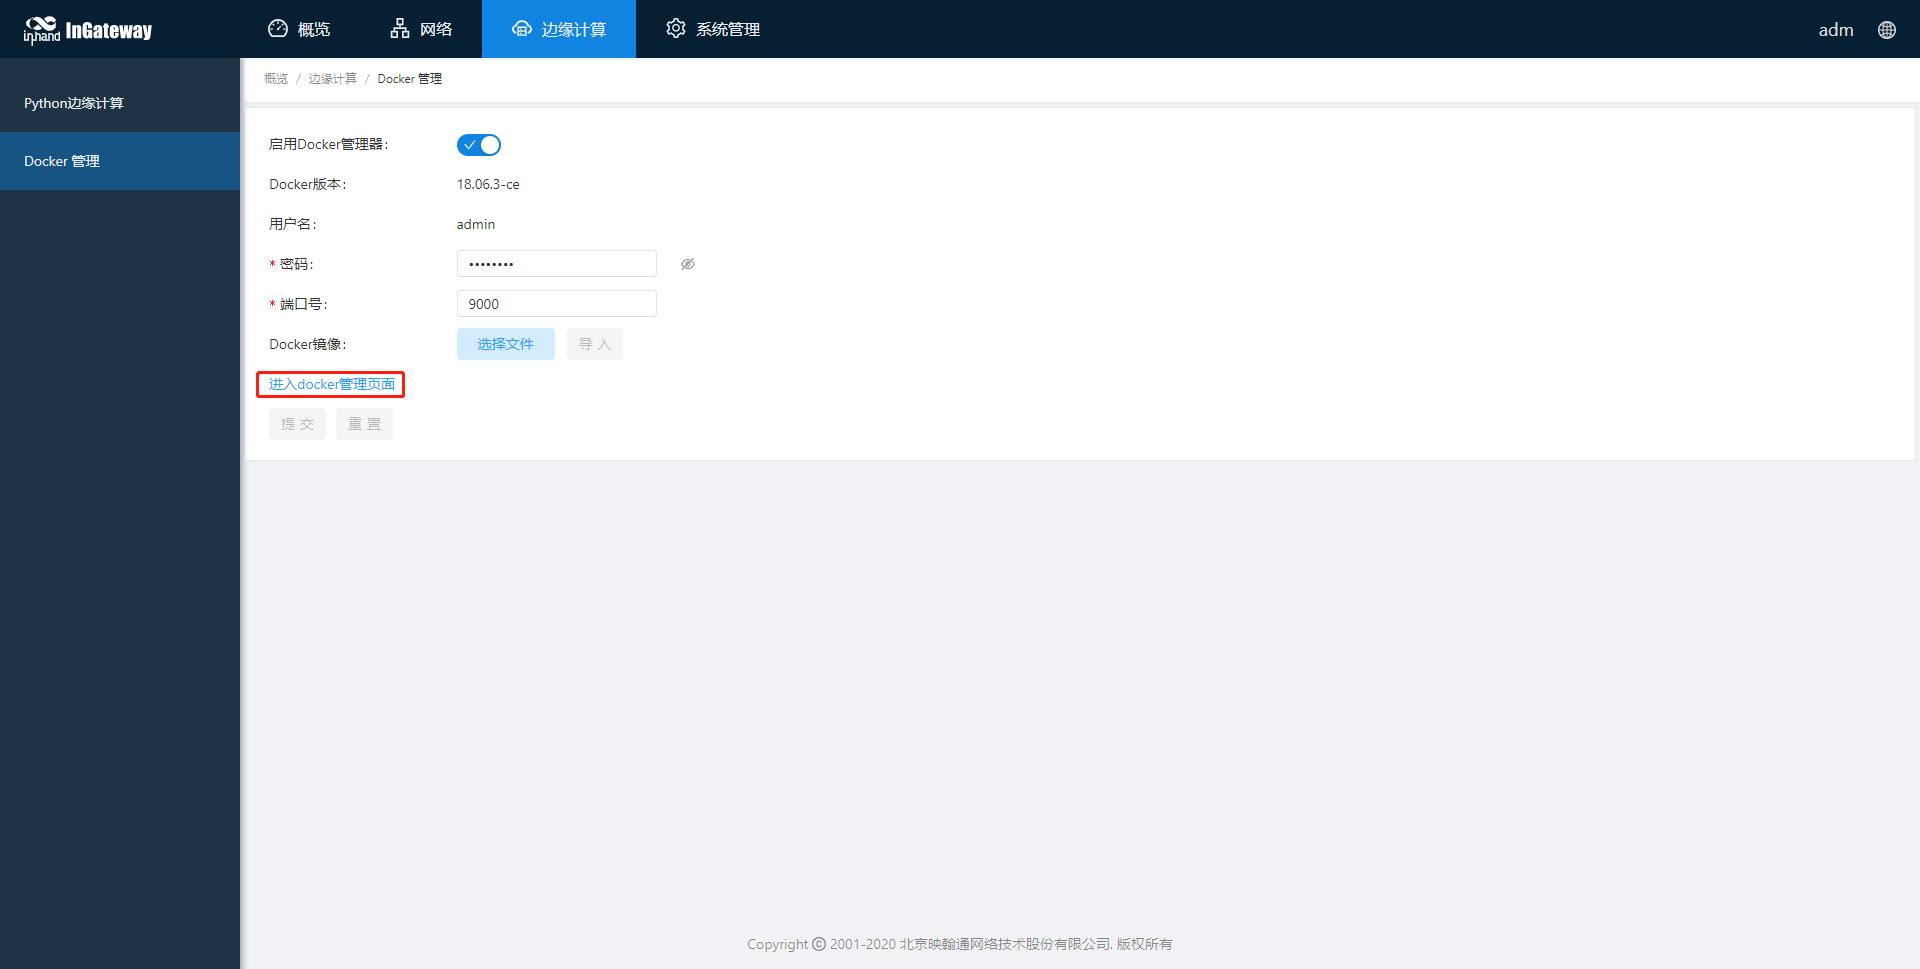 inhand InGateway
概览
网络
边缘计算
系统管理
adm
Python边缘计算
Docker 管理
概览 / 边缘计算 / Docker 管理
启用Docker管理器:
Docker版本: 18.06.3-ce
用户名: admin
* 密码: ••••••••
* 端口号: 9000
Docker镜像: 选择文件 导 入
进入docker管理页面
提 交 重 置
Copyright © 2001-2020 北京映翰通网络技术股份有限公司. 版权所有